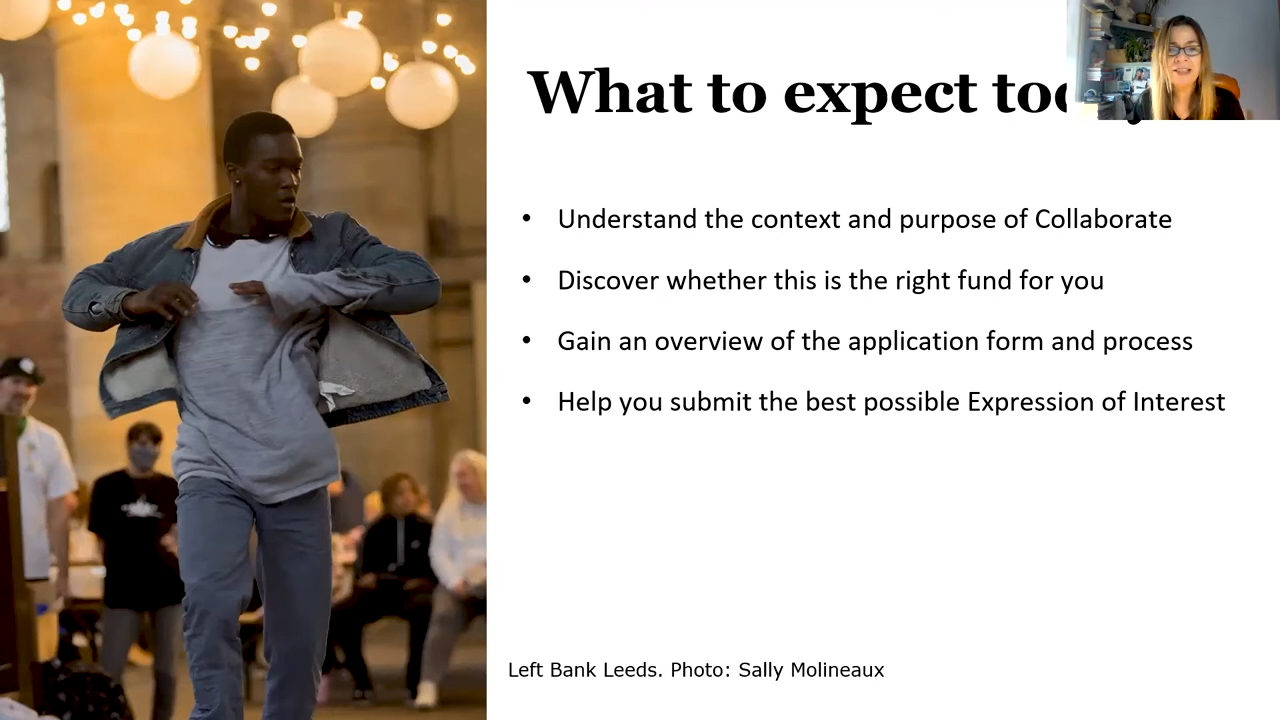 What to expect
• Understand the context and purpose of Collaborate
• Discover whether this is the right fund for you
• Gain an overview of the application form and process
• Help you submit the best possible Expression of Interest
Left Bank Leeds. Photo: Sally Molineaux